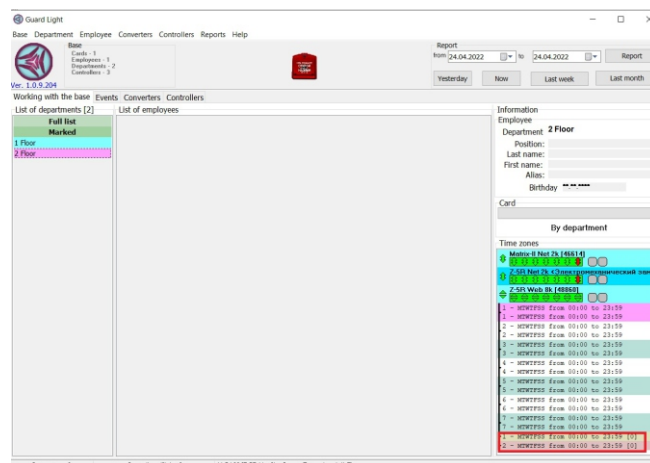 Guard Light
Base Department Employee Converters Controllers Reports Help
Base
Cards - 1
Employees - 1
Departments - 2
Controllers - 3
Ver. 1.0.9.204
Report
from 24.04.2022 to 24.04.2022 Report
Yesterday Now Last week Last month
Working with the base Events Converters Controllers
List of departments [2]
Full list
Marked
1 Floor
2 Floor
List of employees
Information
Employee
Department 2 Floor
Position:
Last name:
First name:
Alias:
Birthday --.--.----
Card
By department
Time zones
Matrix-II Net 2k [46614]
Z-5R Net 2k <Электромеханический зам
Z-5R Web 8k [48868]
1 - MTWTFSS from 00:00 to 23:59
1 - MTWTFSS from 00:00 to 23:59
2 - MTWTFSS from 00:00 to 23:59
2 - MTWTFSS from 00:00 to 23:59
3 - MTWTFSS from 00:00 to 23:59
3 - MTWTFSS from 00:00 to 23:59
4 - MTWTFSS from 00:00 to 23:59
4 - MTWTFSS from 00:00 to 23:59
5 - MTWTFSS from 00:00 to 23:59
5 - MTWTFSS from 00:00 to 23:59
6 - MTWTFSS from 00:00 to 23:59
6 - MTWTFSS from 00:00 to 23:59
7 - MTWTFSS from 00:00 to 23:59
7 - MTWTFSS from 00:00 to 23:59
-1 - MTWTFSS from 00:00 to 23:59 [0]
-2 - MTWTFSS from 00:00 to 23:59 [0]